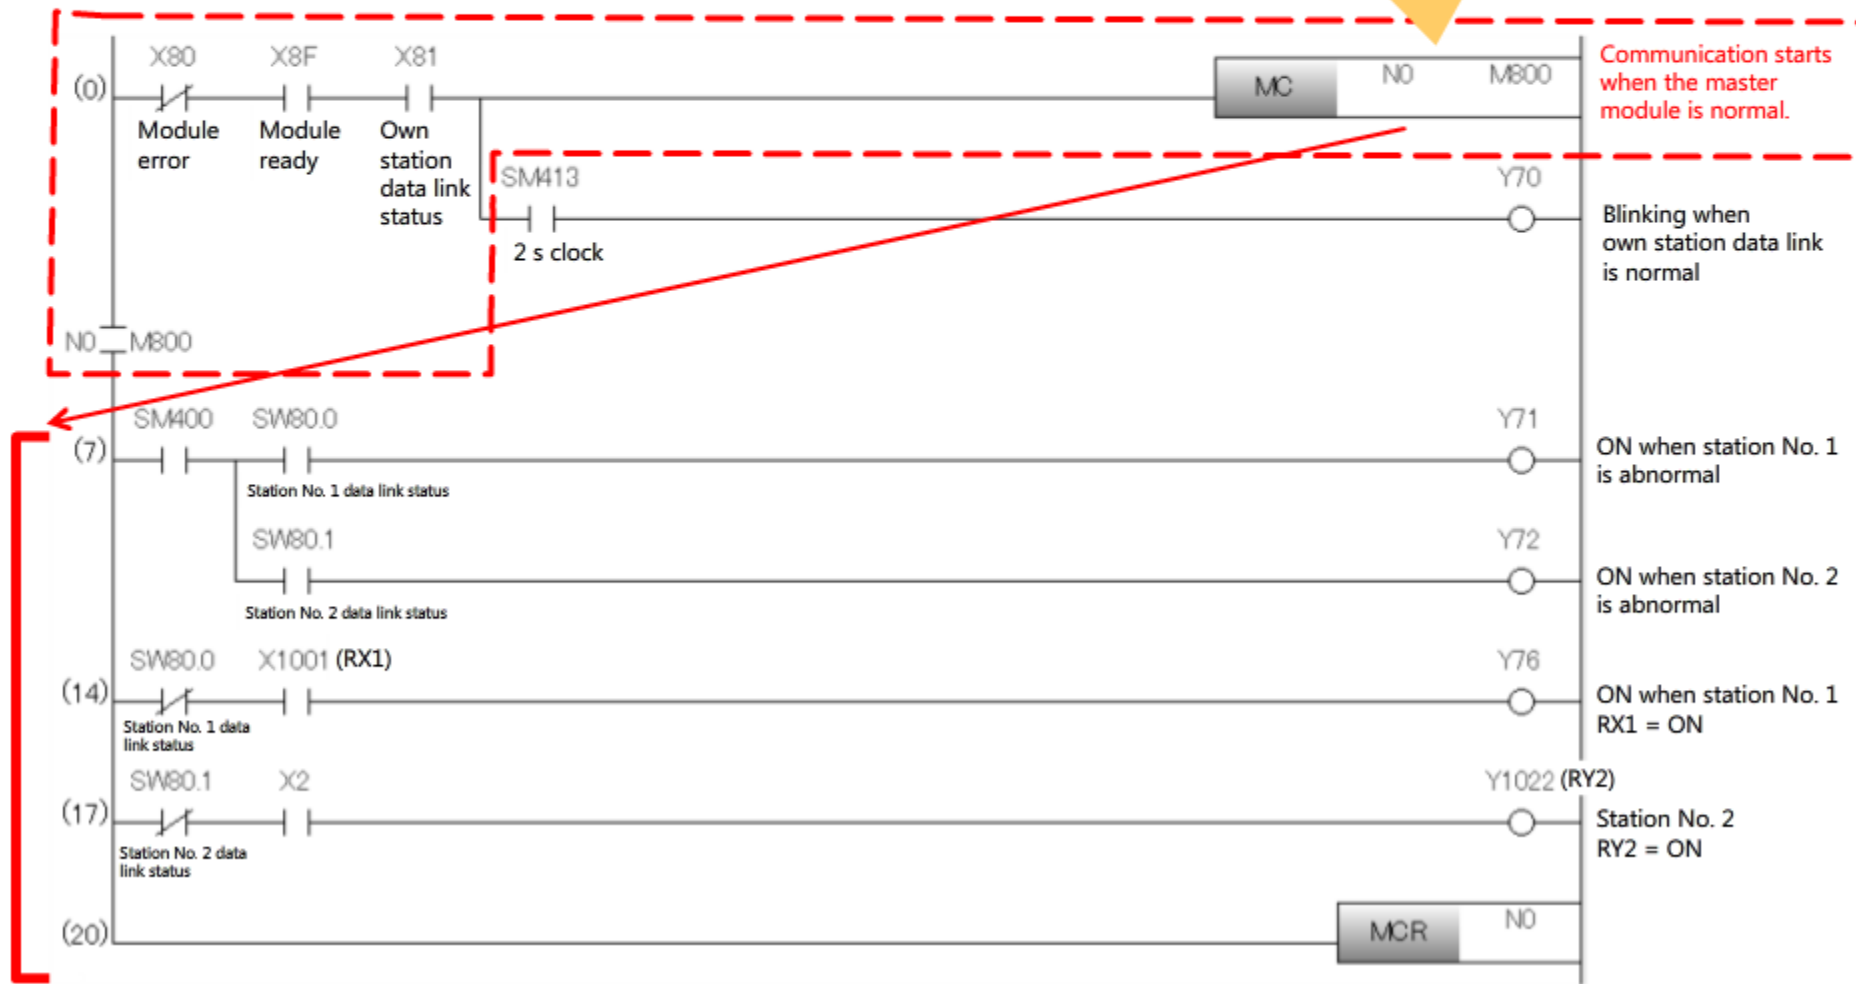 X80 X8F X81
(0) MC N0 M800
Communication starts
when the master
module is normal.
Module
error
Module
ready
Own
station
data link
status
SM413 Y70
2 s clock
Blinking when
own station data link
is normal
N0 M800
SM400 SW80.0 Y71
(7)
Station No. 1 data link status
ON when station No. 1
is abnormal
SW80.1 Y72
Station No. 2 data link status
ON when station No. 2
is abnormal
SW80.0 X1001 (RX1) Y76
(14)
Station No. 1 data
link status
ON when station No. 1
RX1 = ON
SW80.1 X2 Y1022 (RY2)
(17)
Station No. 2 data
link status
Station No. 2
RY2 = ON
(20) MCR N0